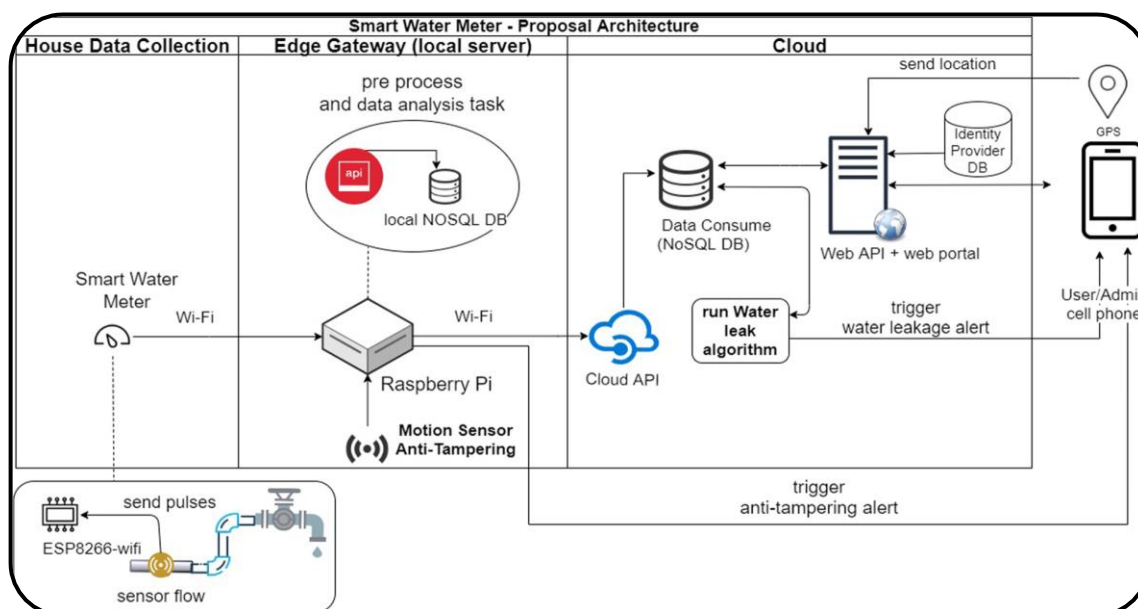 Smart Water Meter - Proposal Architecture
House Data Collection
Edge Gateway (local server)
Cloud
pre process
and data analysis task
api
local NOSQL DB
Smart Water
Meter
Wi-Fi
Raspberry Pi
Motion Sensor
Anti-Tampering
Wi-Fi
Cloud API
Data Consume
(NoSQL DB)
run Water
leak
algorithm
send location
Identity
Provider
DB
Web API + web portal
GPS
User/Admin
cell phone
trigger
water leakage alert
trigger
anti-tampering alert
send pulses
ESP8266-wifi
sensor flow